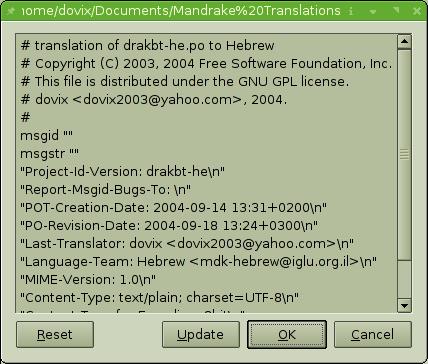 home/dovix/Documents/Mandrake%20Translations
# translation of drakbt-he.po to Hebrew
# Copyright (C) 2003, 2004 Free Software Foundation, Inc.
# This file is distributed under the GNU GPL license.
# dovix <dovix2003@yahoo.com>, 2004.
#
msgid ""
msgstr ""
"Project-Id-Version: drakbt-he\n"
"Report-Msgid-Bugs-To: \n"
"POT-Creation-Date: 2004-09-14 13:31+0200\n"
"PO-Revision-Date: 2004-09-18 13:24+0300\n"
"Last-Translator: dovix <dovix2003@yahoo.com>\n"
"Language-Team: Hebrew <mdk-hebrew@iglu.org.il>\n"
"MIME-Version: 1.0\n"
"Content-Type: text/plain; charset=UTF-8\n"
Reset Update OK Cancel